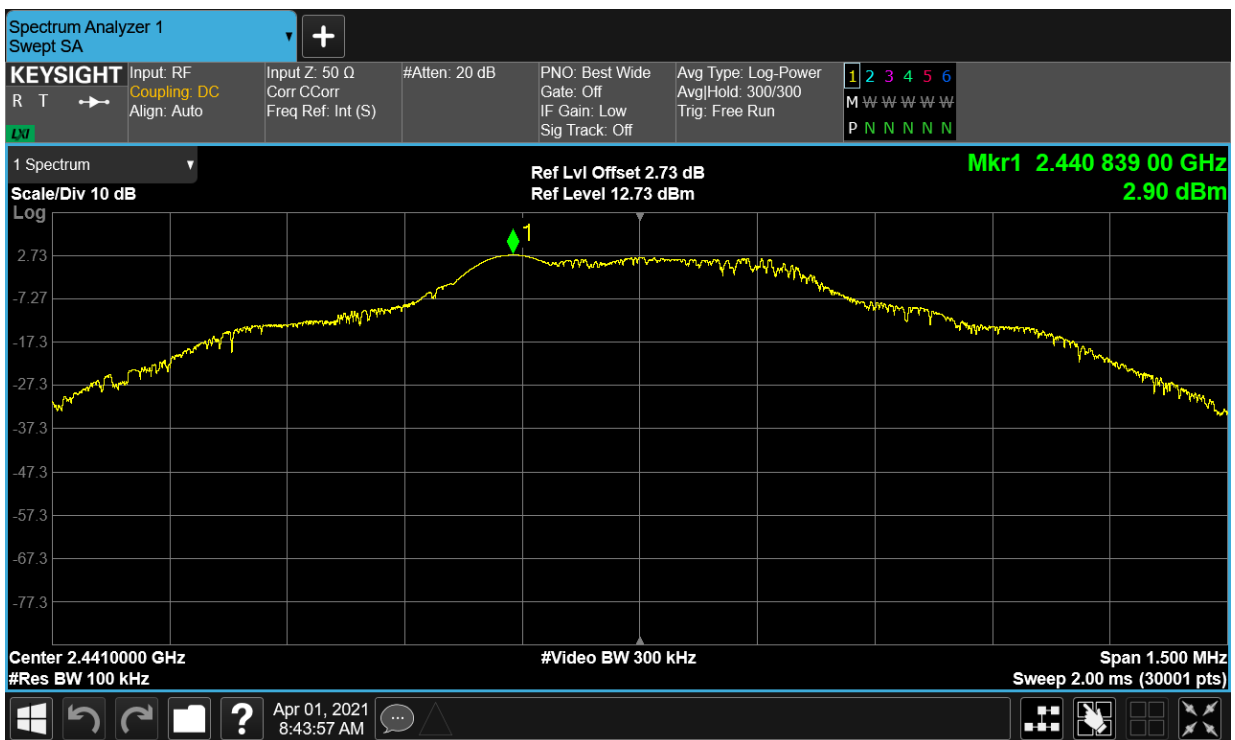 Spectrum Analyzer 1
Swept SA
KEYSIGHT
R T
LXI
Input: RF
Coupling: DC
Align: Auto
Input Z: 50 Ω
Corr CCorr
Freq Ref: Int (S)
#Atten: 20 dB
PNO: Best Wide
Gate: Off
IF Gain: Low
Sig Track: Off
Avg Type: Log-Power
Avg|Hold: 300/300
Trig: Free Run
1 2 3 4 5 6
M W W W W W
P N N N N N
1 Spectrum
Scale/Div 10 dB
Log
Ref Lvl Offset 2.73 dB
Ref Level 12.73 dBm
Mkr1 2.440 839 00 GHz
2.90 dBm
1
2.73
-7.27
-17.3
-27.3
-37.3
-47.3
-57.3
-67.3
-77.3
Center 2.4410000 GHz
#Video BW 300 kHz
Span 1.500 MHz
#Res BW 100 kHz
Sweep 2.00 ms (30001 pts)
?
Apr 01, 2021
8:43:57 AM